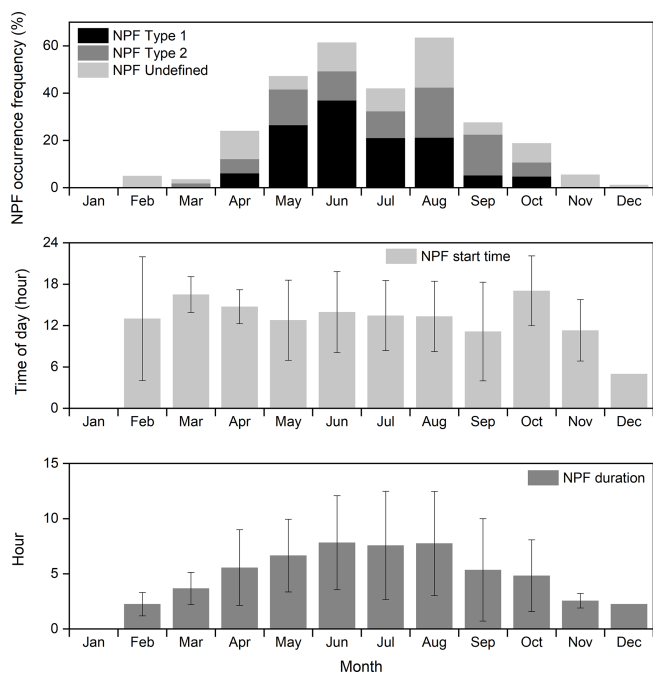 NPF occurrence frequency (%)
60
40
20
0
NPF Type 1
NPF Type 2
NPF Undefined
Jan Feb Mar Apr May Jun Jul Aug Sep Oct Nov Dec
Time of day (hour)
24
18
12
6
0
NPF start time
Jan Feb Mar Apr May Jun Jul Aug Sep Oct Nov Dec
Hour
15
10
5
0
NPF duration
Jan Feb Mar Apr May Jun Jul Aug Sep Oct Nov Dec
Month